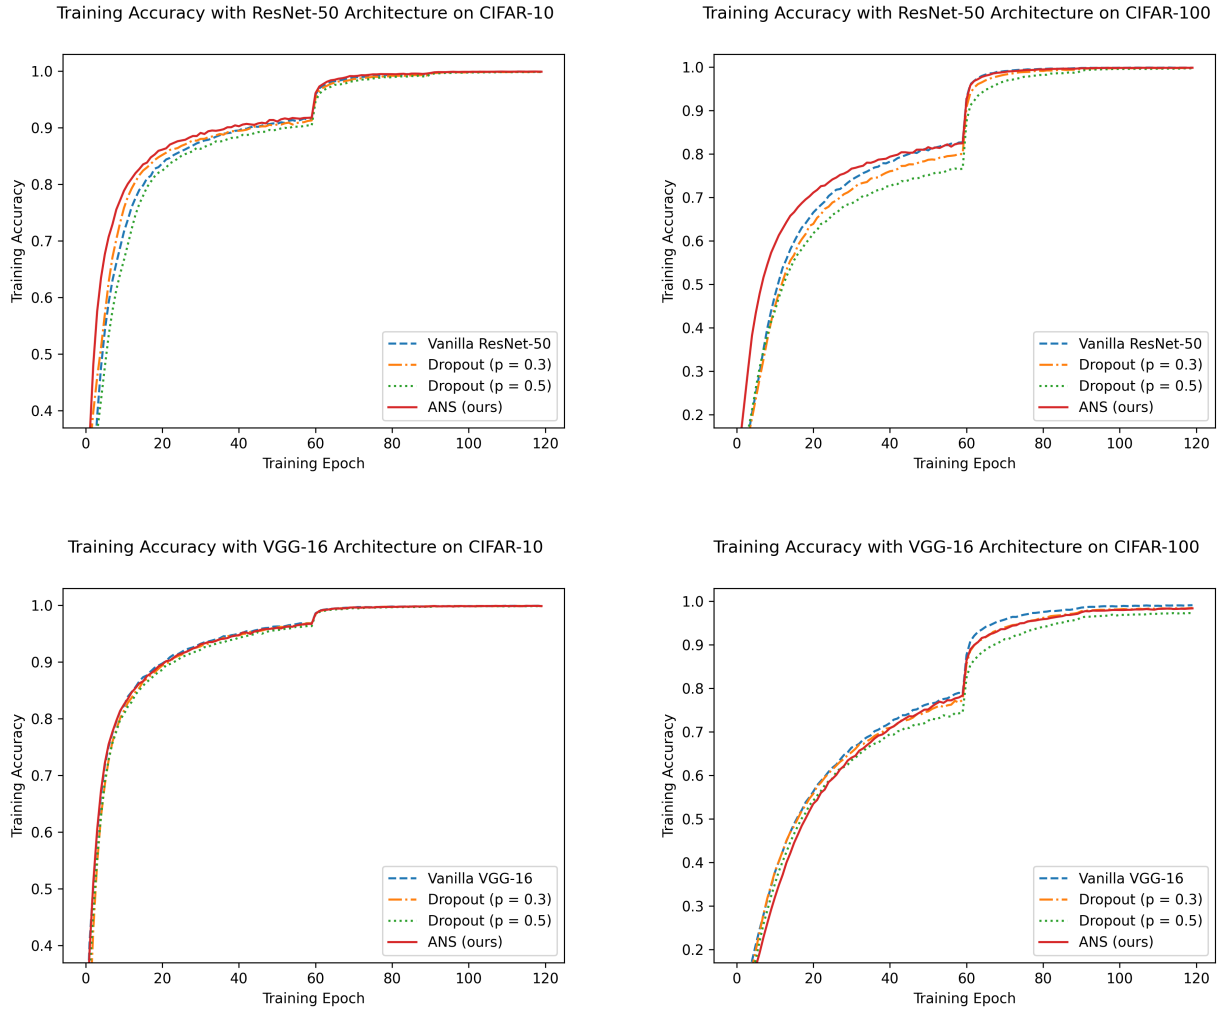 Training Accuracy with ResNet-50 Architecture on CIFAR-10
1.0
0.9
0.8
0.7
0.6
0.5
0.4
Training Accuracy
Vanilla ResNet-50
Dropout (p = 0.3)
Dropout (p = 0.5)
ANS (ours)
0 20 40 60 80 100 120
Training Epoch
Training Accuracy with ResNet-50 Architecture on CIFAR-100
1.0
0.9
0.8
0.7
0.6
0.5
0.4
0.3
0.2
Training Accuracy
Vanilla ResNet-50
Dropout (p = 0.3)
Dropout (p = 0.5)
ANS (ours)
0 20 40 60 80 100 120
Training Epoch
Training Accuracy with VGG-16 Architecture on CIFAR-10
1.0
0.9
0.8
0.7
0.6
0.5
0.4
Training Accuracy
Vanilla VGG-16
Dropout (p = 0.3)
Dropout (p = 0.5)
ANS (ours)
0 20 40 60 80 100 120
Training Epoch
Training Accuracy with VGG-16 Architecture on CIFAR-100
1.0
0.9
0.8
0.7
0.6
0.5
0.4
0.3
0.2
Training Accuracy
Vanilla VGG-16
Dropout (p = 0.3)
Dropout (p = 0.5)
ANS (ours)
0 20 40 60 80 100 120
Training Epoch